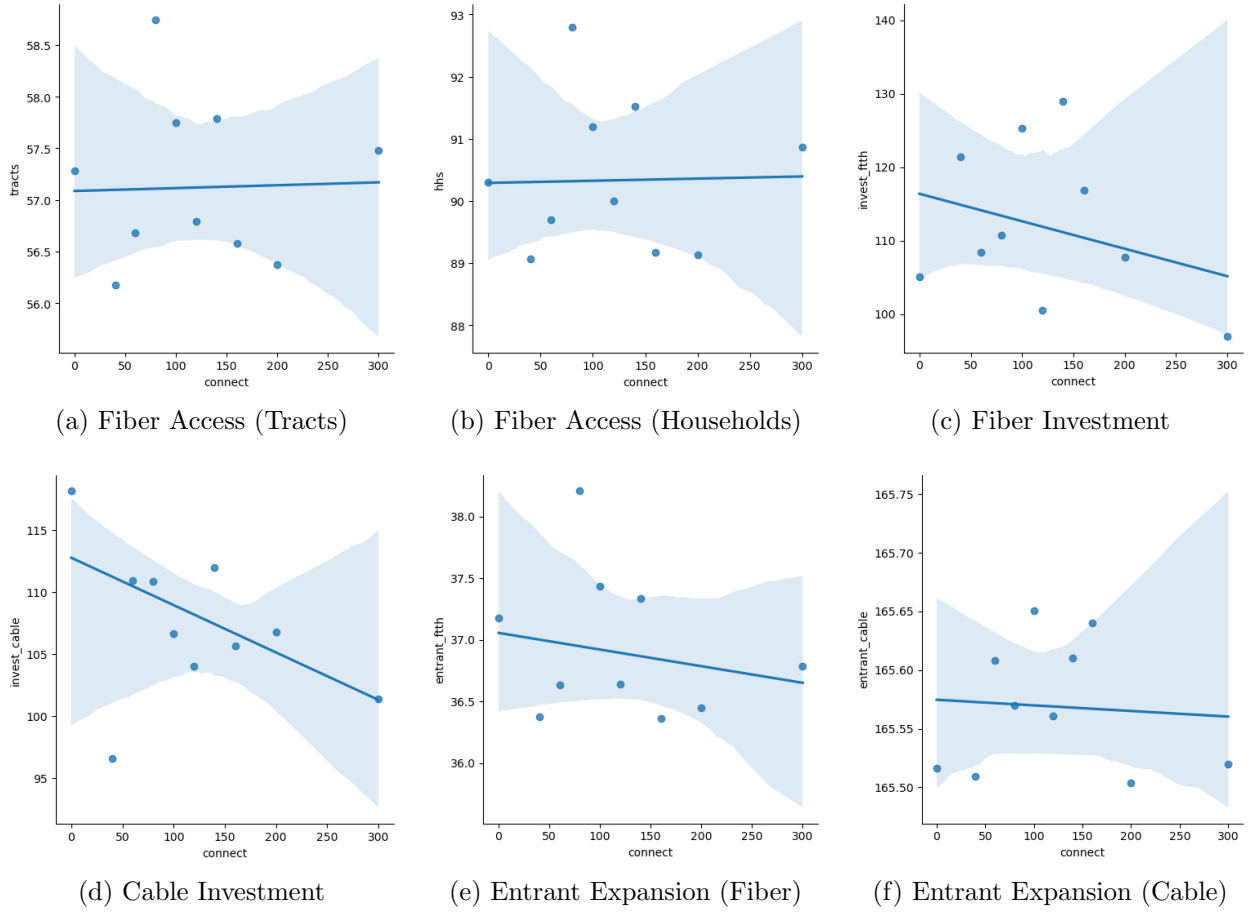 58.5
58.0
57.5
57.0
56.5
56.0
tracts
0 50 100 150 200 250 300
connect
(a) Fiber Access (Tracts)
93
92
91
90
89
88
hhs
0 50 100 150 200 250 300
connect
(b) Fiber Access (Households)
140
130
120
110
100
invest_ftth
0 50 100 150 200 250 300
connect
(c) Fiber Investment
115
110
105
100
95
invest_cable
0 50 100 150 200 250 300
connect
(d) Cable Investment
38.0
37.5
37.0
36.5
36.0
entrant_ftth
0 50 100 150 200 250 300
connect
(e) Entrant Expansion (Fiber)
165.75
165.70
165.65
165.60
165.55
165.50
entrant_cable
0 50 100 150 200 250 300
connect
(f) Entrant Expansion (Cable)